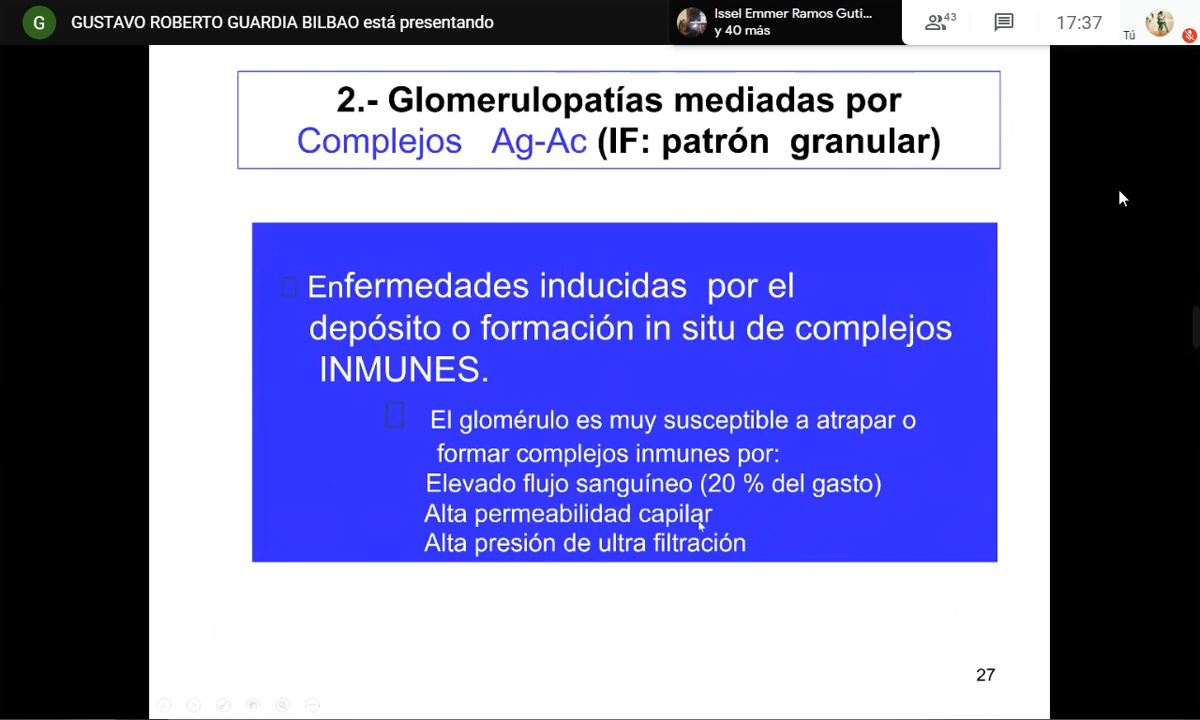 G GUSTAVO ROBERTO GUARDIA BILBAO está presentando
Issel Emmer Ramos Guti...
y 40 más
43
17:37
Tú
2.- Glomerulopatías mediadas por
Complejos Ag-Ac (IF: patrón granular)
Enfermedades inducidas por el
depósito o formación in situ de complejos
INMUNES.
El glomérulo es muy susceptible a atrapar o
formar complejos inmunes por:
Elevado flujo sanguíneo (20 % del gasto)
Alta permeabilidad capilar
Alta presión de ultra filtración
27